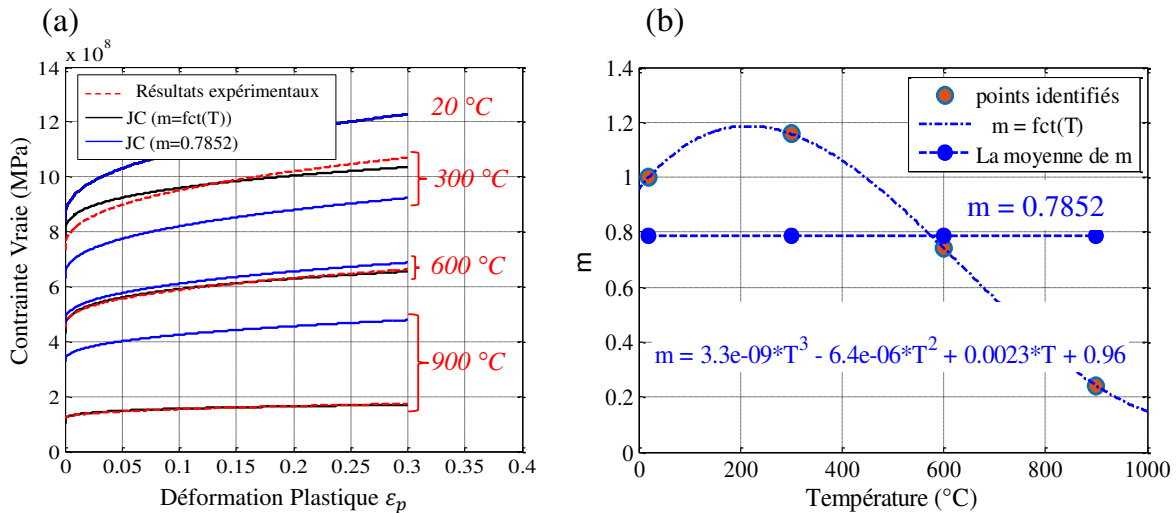 (a)
x 10^8
14
12
10
8
6
4
2
0
Contrainte Vraie ((MPa)
0
0.05
0.1
0.15
0.2
0.25
0.3
0.35
0.4
Déformation Plastique ε_p
Résultats expérimentaux
JC (m=fct(T))
JC (m=0.7852)
20 °C
300 °C
600 °C
900 °C
(b)
1.4
1.2
1
0.8
0.6
0.4
0.2
0
m
0
200
400
600
800
1000
Température (°C)
points identifiés
m = fct(T)
La moyenne de m
m = 0.7852
m = 3.3e-09*T^3 - 6.4e-06*T^2 + 0.0023*T + 0.96